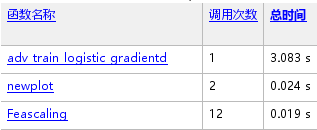 函数名称 调用次数 总时间
adv train logistic gradientd 1 3.083 s
newplot 2 0.024 s
Feascaling 12 0.019 s